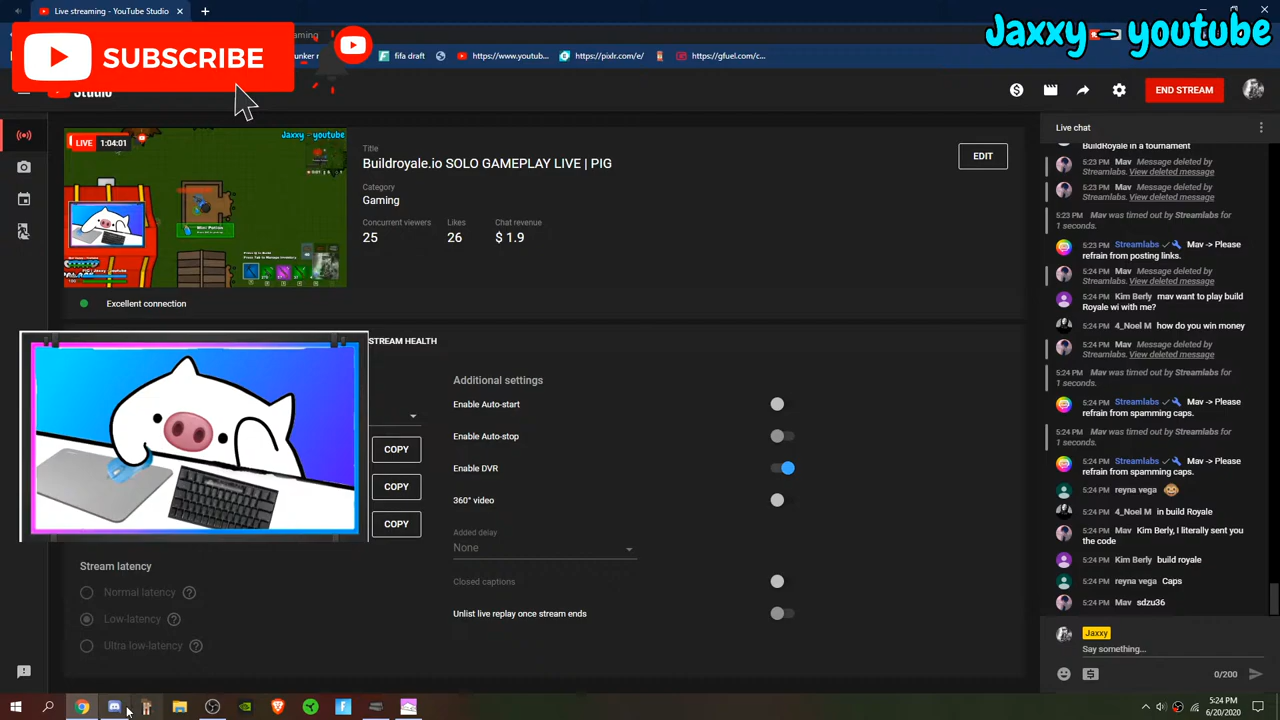 Live streaming - YouTube Studio
Jaxxy - youtube
SUBSCRIBE
fifa draft
https://www.youtub...
https://pixlr.com/e/
https://gfuel.com/c...
Studio
END STREAM
LIVE 1:04:01
Jaxxy - youtube
Mini Potion
Title
Buildroyale.io SOLO GAMEPLAY LIVE | PIG
Category
Gaming
Concurrent viewers
Likes
Chat revenue
25
26
$ 1.9
EDIT
Excellent connection
STREAM HEALTH
COPY
COPY
COPY
Additional settings
Enable Auto-start
Enable Auto-stop
Enable DVR
360° video
Added delay
None
Closed captions
Unlist live replay once stream ends
Stream latency
Normal latency
Low-latency
Ultra low-latency
Live chat
BuildRoyale in a tournament
5:23 PM Mav Message deleted by
Streamlabs. View deleted message
5:23 PM Mav Message deleted by
Streamlabs. View deleted message
5:23 PM Mav was timed out by Streamlabs for
1 seconds.
5:23 PM Streamlabs Mav -> Please
refrain from posting links.
5:24 PM Mav Message deleted by
Streamlabs. View deleted message
5:24 PM Kim Berly mav want to play build
Royale wi with me?
5:24 PM 4_Noel M how do you win money
5:24 PM Mav Message deleted by
Streamlabs. View deleted message
5:24 PM Mav was timed out by Streamlabs for
1 seconds.
5:24 PM Streamlabs Mav -> Please
refrain from spamming caps.
5:24 PM Mav was timed out by Streamlabs for
1 seconds.
5:24 PM Streamlabs Mav -> Please
refrain from spamming caps.
5:24 PM reyna vega 🐵
5:24 PM 4_Noel M in build Royale
5:24 PM Mav Kim Berly, I literally sent you
the code
5:24 PM Kim Berly build royale
5:24 PM reyna vega Caps
5:24 PM Mav sdzu36
Jaxxy
Say something...
0/200
5:24 PM
6/20/2020